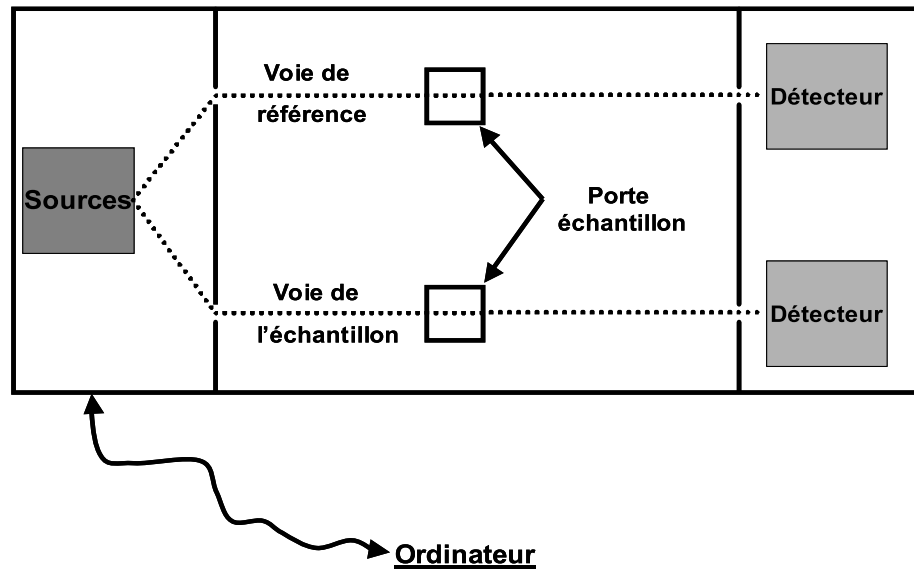 Voie de
référence
Détecteur
Sources
Porte
échantillon
Voie de
l'échantillon
Détecteur
Ordinateur